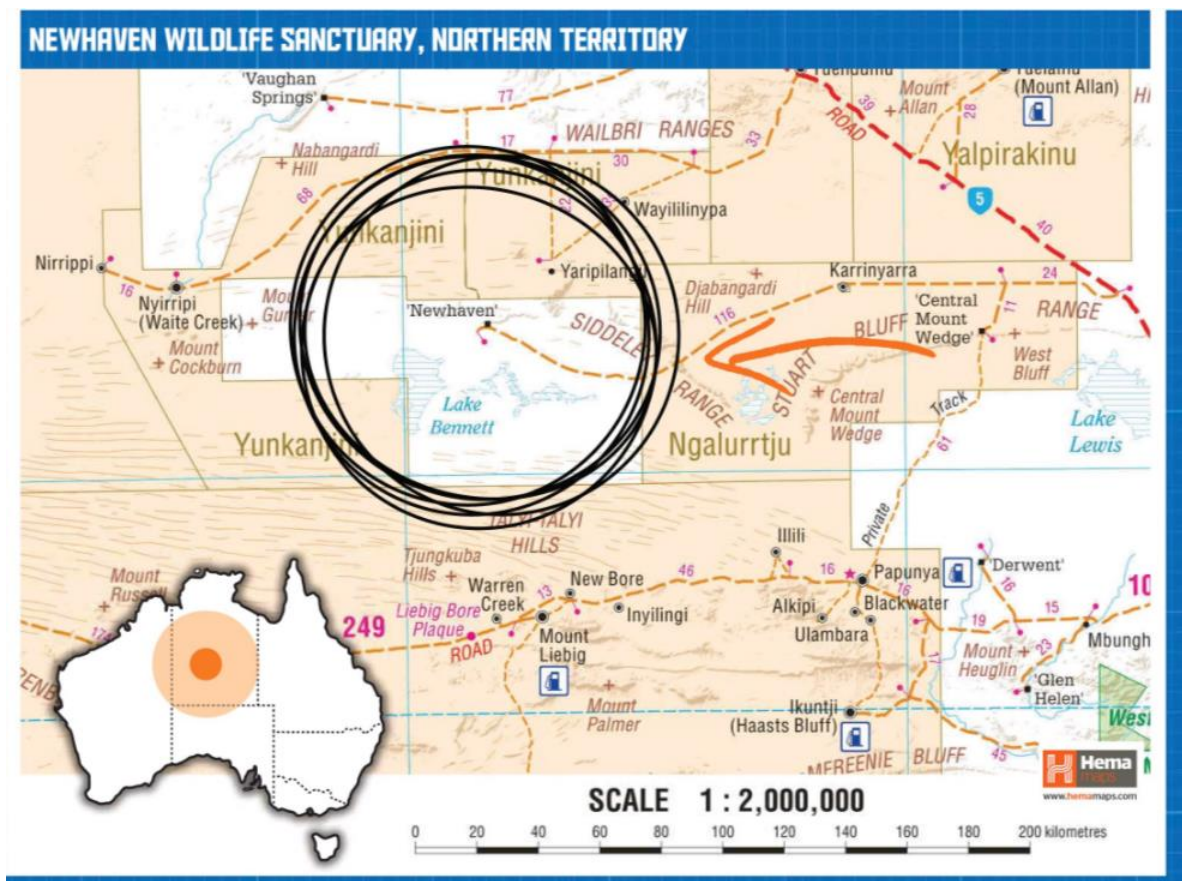 NEWHAVEN WILDLIFE SANCTUARY, NORTHERN TERRITORY
'Vaughan
Springs'
77
39
ROAD
Mount
Allan
(Mount Allan)
28
Nabangardi
Hill
17
WAILBRI RANGES
30
33
Yalpirakinu
5
40
68
Yunkanjini
22
Wayililinypa
Yunkanjini
Nirrippi
16
Nyirripi
(Waite Creek)
Mount
Cockburn
'Newhaven'
SIDDELEY
RANGE
Djabangardi
Hill
116
Karrinyarra
24
'Central
Mount
Wedge'
11
RANGE
BLUFF
STUART
West
Bluff
Central
Mount
Wedge
Track
61
Private
Lake
Bennett
Lake
Lewis
Yunkanjini
Ngalurrtju
HILLS
Tjungkuba
Hills
Warren
Creek
13
New Bore
46
Illili
16
Papunya
'Derwent'
16
Liebig Bore
Plaque
249
ROAD
Mount
Liebig
Inyilingi
Alkipi
Blackwater
Ulambara
16
19
15
10
Mbungh
17
Mount
Heuglin
23
'Glen
Helen'
Mount
Palmer
Ikuntji
(Haasts Bluff)
MEREENIE BLUFF
45
West
Mount
Russell
Hema
maps
www.hemamaps.com
SCALE 1 : 2,000,000
0 20 40 60 80 100 120 140 160 180 200 kilometres